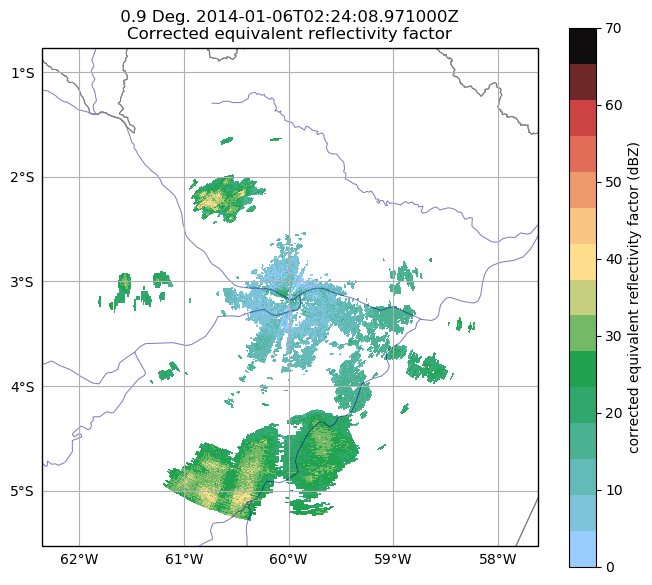 0.9 Deg. 2014-01-06T02:24:08.971000Z
Corrected equivalent reflectivity factor
1°S
2°S
3°S
4°S
5°S
62°W
61°W
60°W
59°W
58°W
70
60
50
40
30
20
10
0
corrected equivalent reflectivity factor (dBZ)